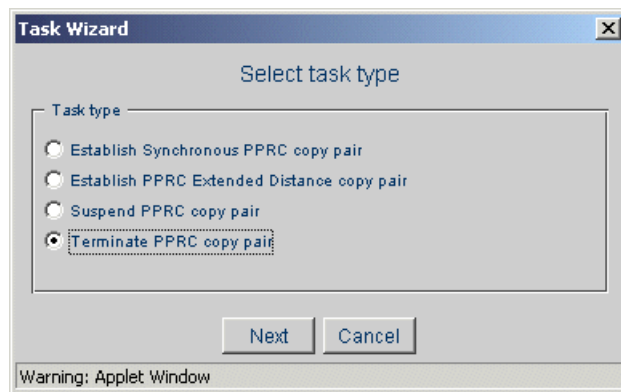 Task Wizard
Select task type
Task type
Establish Synchronous PPRC copy pair
Establish PPRC Extended Distance copy pair
Suspend PPRC copy pair
Terminate PPRC copy pair
Next Cancel
Warning: Applet Window